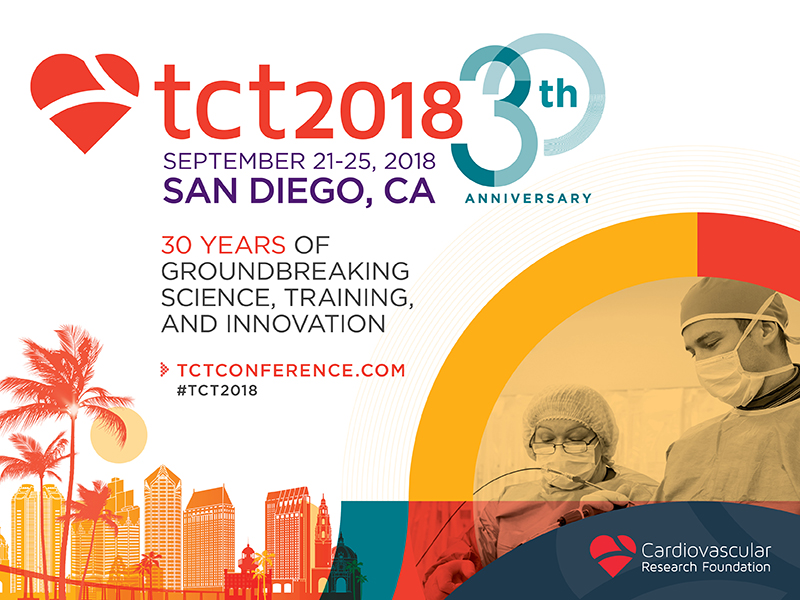 tct2018 30th
SEPTEMBER 21-25, 2018
SAN DIEGO, CA
ANNIVERSARY
30 YEARS OF
GROUNDBREAKING
SCIENCE, TRAINING,
AND INNOVATION
TCTCONFERENCE.COM
#TCT2018
Cardiovascular
Research Foundation